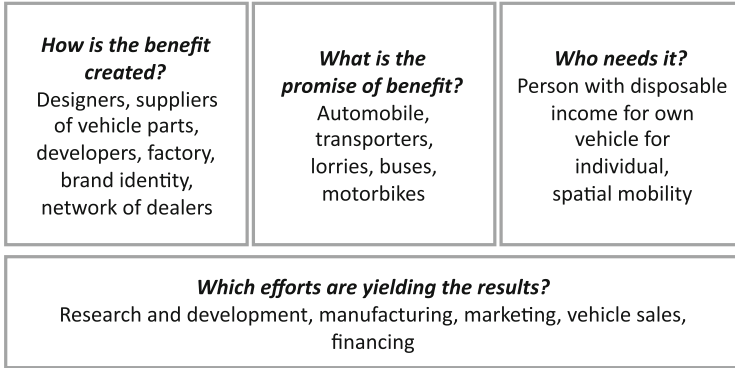 How is the benefit
created?
Designers, suppliers
of vehicle parts,
developers, factory,
brand identity,
network of dealers
What is the
promise of benefit?
Automobile,
transporters,
lorries, buses,
motorbikes
Who needs it?
Person with disposable
income for own
vehicle for
individual,
spatial mobility
Which efforts are yielding the results?
Research and development, manufacturing, marketing, vehicle sales,
financing